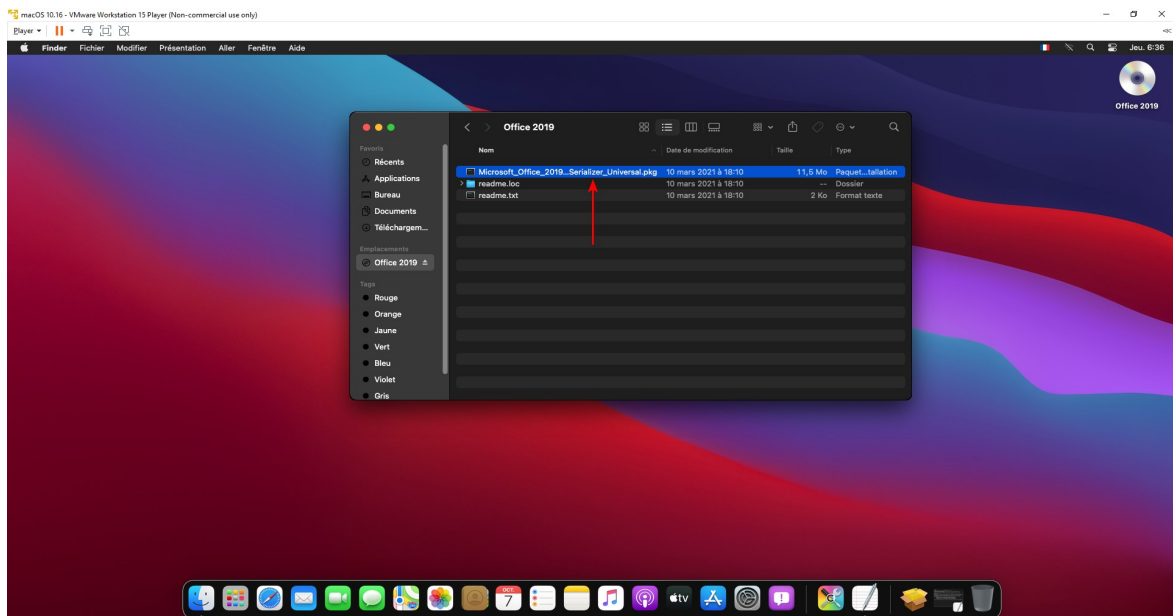 macOS 10.16 - VMware Workstation 15 Player (Non-commercial use only)
Player
Finder Fichier Modifier Présentation Aller Fenêtre Aide Jeu. 6:36
Office 2019
Office 2019
Favoris
Récents
Applications
Bureau
Documents
Téléchargem...
Emplacements
Office 2019
Tags
Rouge
Orange
Jaune
Vert
Bleu
Violet
Gris
Nom Date de modification Taille Type
Microsoft_Office_2019...Serializer_Universal.pkg 10 mars 2021 à 18:10 11,5 Mo Paquet...tallation
readme.loc 10 mars 2021 à 18:10 -- Dossier
readme.txt 10 mars 2021 à 18:10 2 Ko Format texte
OCT.
7
tv